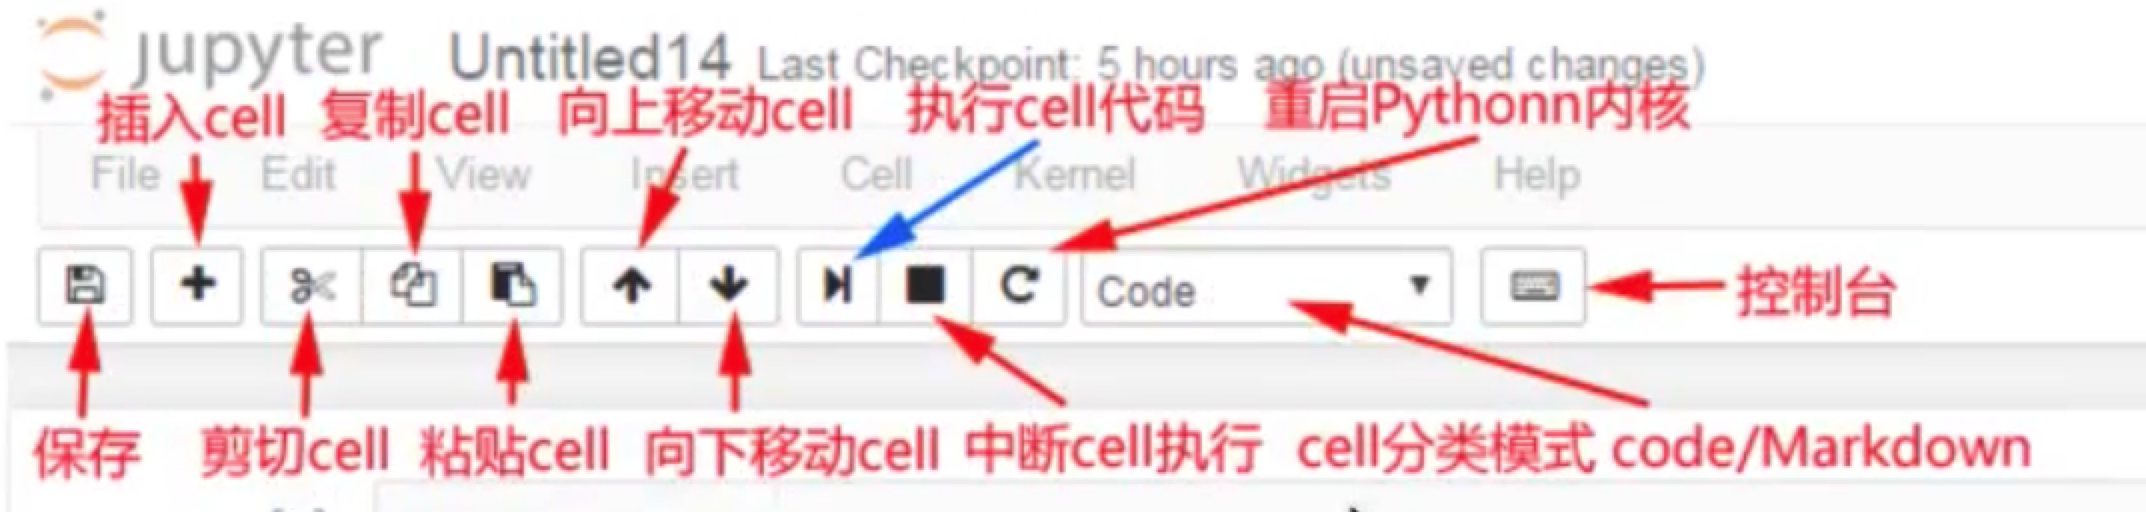 jupyter Untitled14 Last Checkpoint: 5 hours ago (unsaved changes)
插入cell 复制cell 向上移动cell 执行cell代码 重启Pythonn内核
File Edit View Insert Cell Kernel Widgets Help
Code
控制台
保存 剪切cell 粘贴cell 向下移动cell 中断cell执行 cell分类模式 code/Markdown